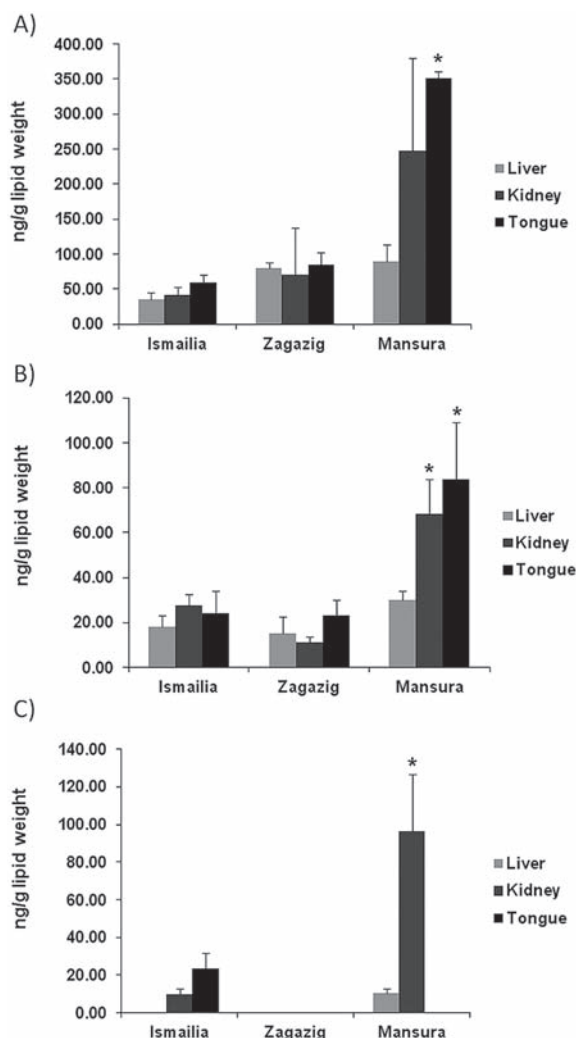 A)
400.00
350.00
300.00
250.00
200.00
150.00
100.00
50.00
0.00
ng/g lipid weight
*
Ismailia Zagazig Mansura
Liver
Kidney
Tongue
B)
120.00
100.00
80.00
60.00
40.00
20.00
0.00
ng/g lipid weight
* *
Ismailia Zagazig Mansura
Liver
Kidney
Tongue
C)
140.00
120.00
100.00
80.00
60.00
40.00
20.00
0.00
ng/g lipid weight
*
Ismailia Zagazig Mansura
Liver
Kidney
Tongue